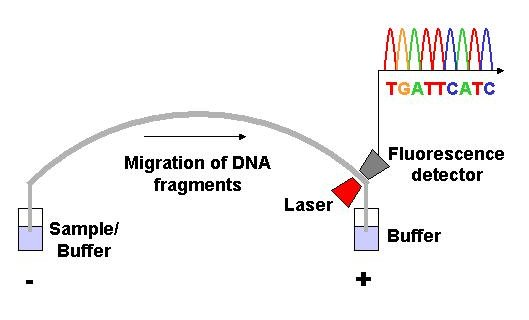 TGATTCATC
Migration of DNA
fragments
Fluorescence
detector
Laser
Sample/
Buffer
Buffer
-
+